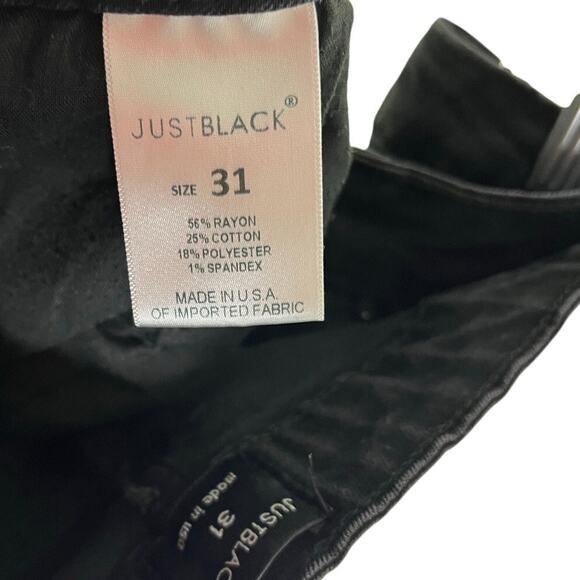 JUSTBLACK®
SIZE 31
56% RAYON
25% COTTON
18% POLYESTER
1% SPANDEX
MADE IN U.S.A.
OF IMPORTED FABRIC
JUSTBLACK
31
made in usa